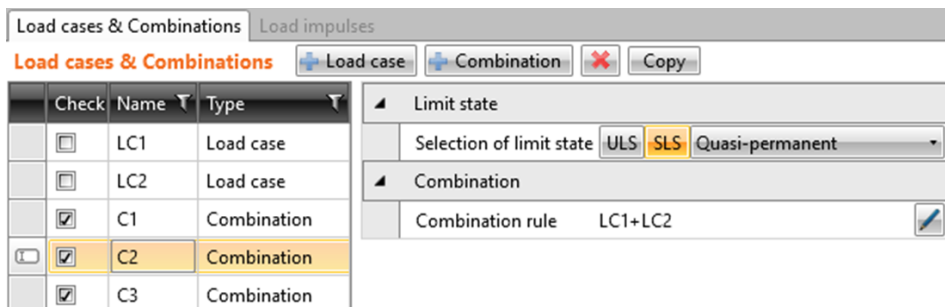 Load cases & Combinations Load impulses
Load cases & Combinations Load case Combination Copy
Check Name Type
LC1 Load case
LC2 Load case
C1 Combination
C2 Combination
C3 Combination
Limit state
Selection of limit state ULS SLS Quasi-permanent
Combination
Combination rule LC1+LC2